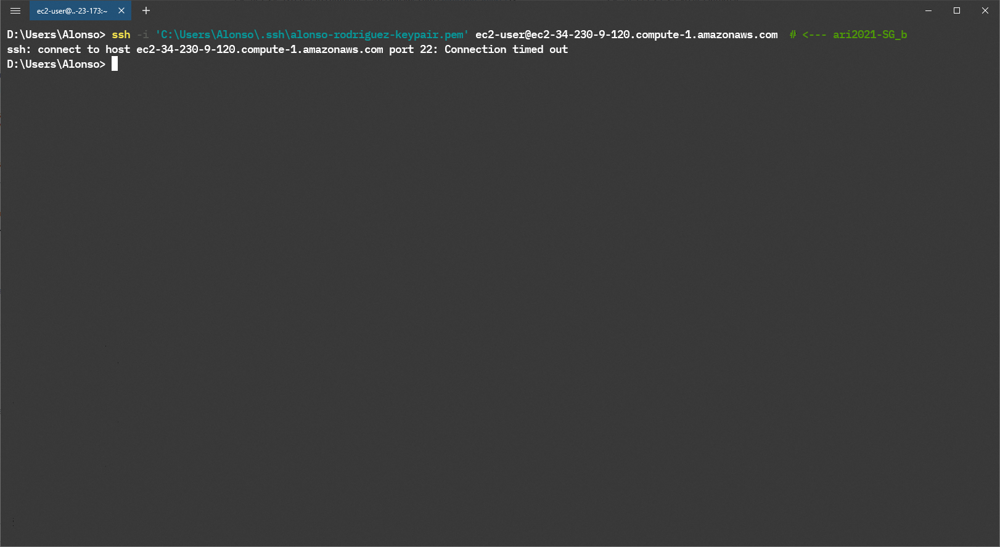 ec2-user@..-23-173:~
D:\Users\Alonso> ssh -i 'C:\Users\Alonso\.ssh\alonso-rodriguez-keypair.pem' ec2-user@ec2-34-230-9-120.compute-1.amazonaws.com  # <--- ari2021-SG_b
ssh: connect to host ec2-34-230-9-120.compute-1.amazonaws.com port 22: Connection timed out
D:\Users\Alonso>